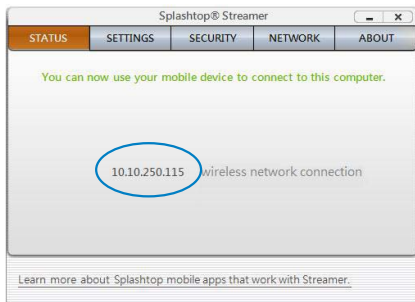 Splashtop® Streamer
STATUS SETTINGS SECURITY NETWORK ABOUT
You can now use your mobile device to connect to this computer.
10.10.250.115 wireless network connection
Learn more about Splashtop mobile apps that work with Streamer.